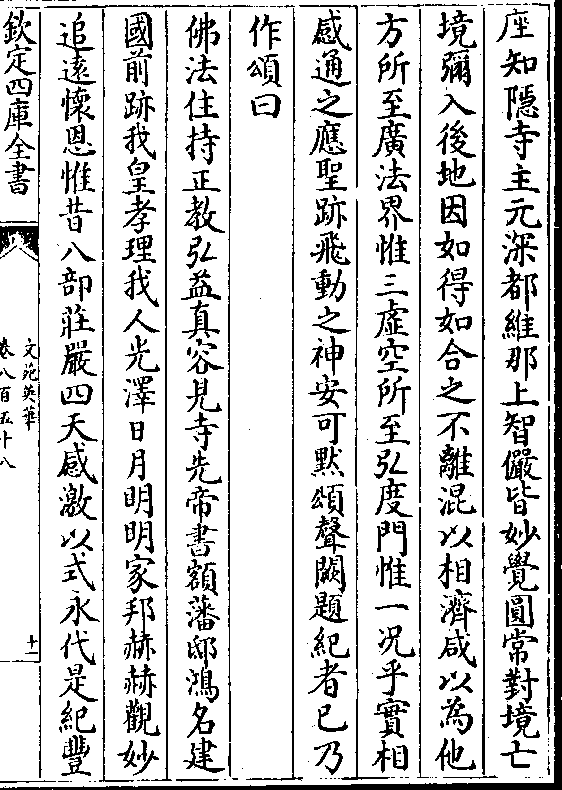 座知隱寺主元深都維那上智儼皆妙覺圓常對境亡
境彌入後地因如得如合之不離混以相濟咸以為他
方所至廣法界惟三虛空所至弘度門惟一况乎實相
感通之應聖跡飛動之神安可默頌聲闕題紀者已乃
作頌曰
佛法住持正教弘益真容見寺先帝書額藩邸鴻名建
國前跡我皇孝理我人光澤日月明明家邦赫赫觀妙
追遠懷恩惟昔八部莊嚴四天感激以式永代是紀豐
欽定四庫全書
文苑英華
卷八百五十八
十一